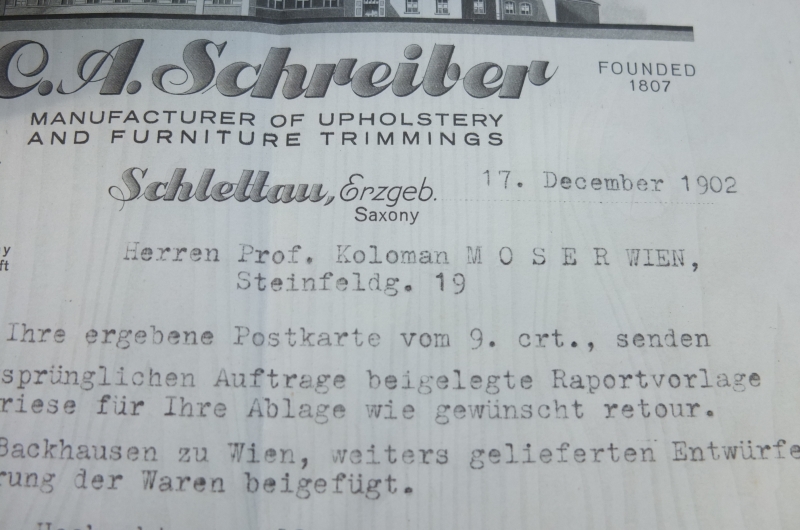 C.A. Schreiber
FOUNDED
1807
MANUFACTURER OF UPHOLSTERY
AND FURNITURE TRIMMINGS
Schlettau, Erzgeb.
Saxony
17. December 1902
Herren Prof. Koloman M O S E R WIEN,
Steinfeldg. 19
Ihre ergebene Postkarte vom 9. crt., senden
sprünglichen Auftrage beigelegte Raportvorlage
riese für Ihre Ablage wie gewünscht retour.
Backhausen zu Wien, weiters gelieferten Entwürfe
rung der Waren beigefügt.